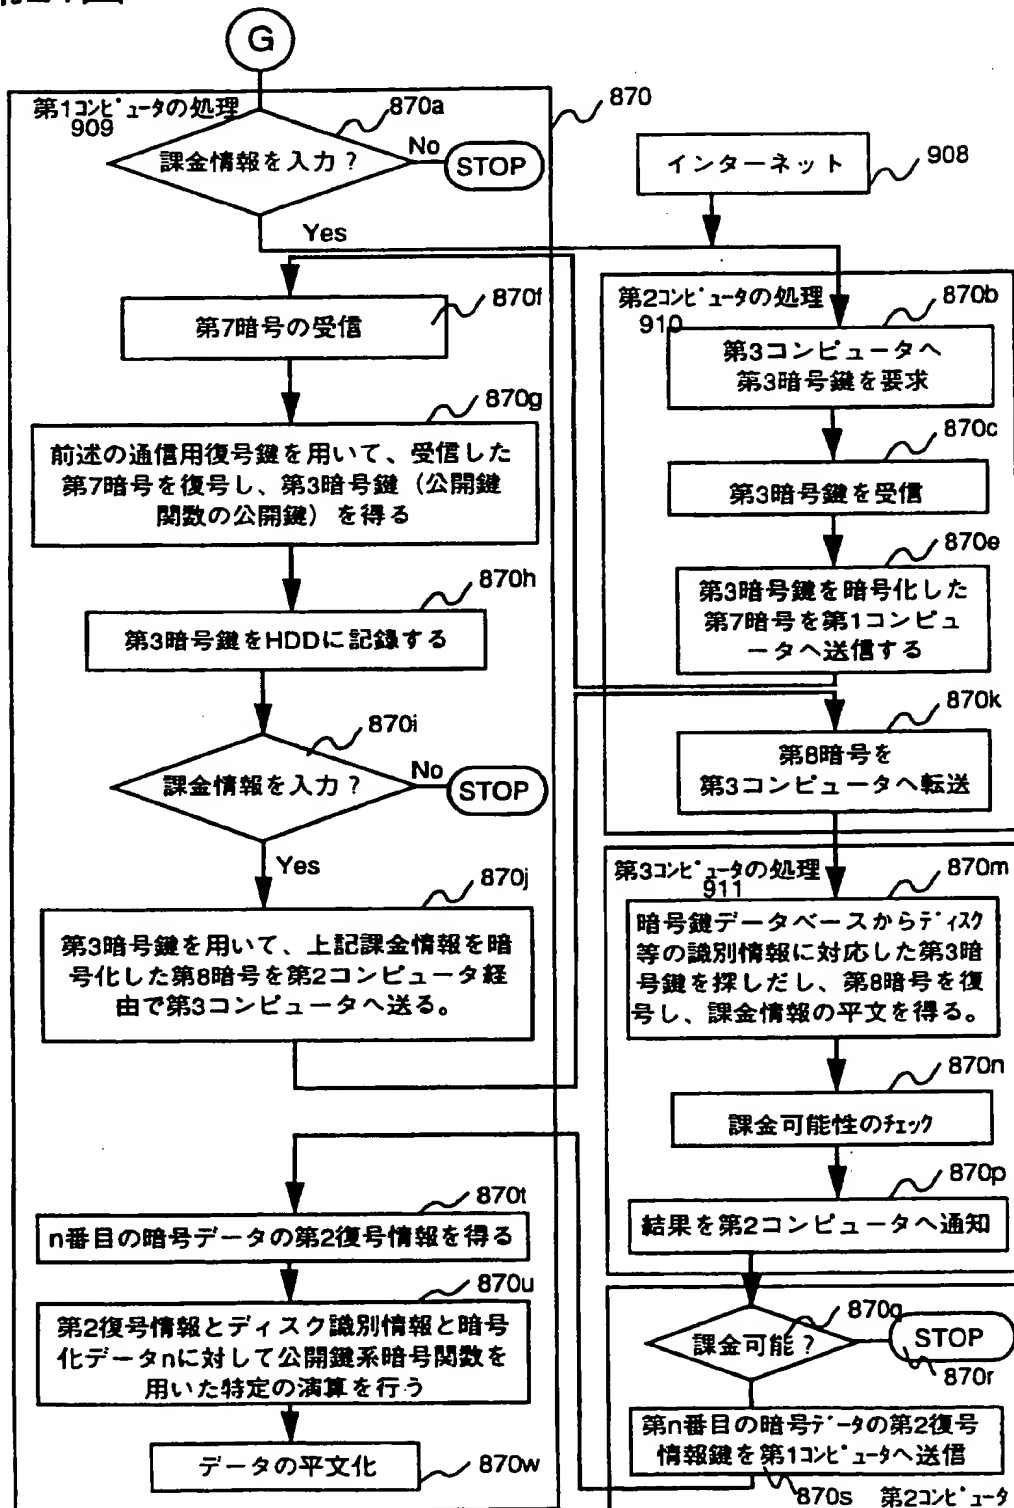 G
870
第1コンピュータの処理
909
870a
課金情報を入力?
No
STOP
Yes
インターネット
908
870f
第7暗号の受信
第2コンピュータの処理
910
870b
第3コンピュータへ
第3暗号鍵を要求
870g
前述の通信用復号鍵を用いて、受信した
第7暗号を復号し、第3暗号鍵(公開鍵
関数の公開鍵)を得る
870c
第3暗号鍵を受信
870e
第3暗号鍵を暗号化した
第7暗号を第1コンピュ
ータへ送信する
870h
第3暗号鍵をHDDに記録する
870i
課金情報を入力?
No
STOP
Yes
870k
第8暗号を
第3コンピュータへ転送
870j
第3暗号鍵を用いて、上記課金情報を暗
号化した第8暗号を第2コンピュータ経
由で第3コンピュータへ送る。
第3コンピュータの処理
911
870m
暗号鍵データベースからディスク
等の識別情報に対応した第3暗
号鍵を探しだし、第8暗号を復
号し、課金情報の平文を得る。
870n
課金可能性のチェック
870p
結果を第2コンピュータへ通知
870q
課金可能?
STOP
870r
第n番目の暗号データの第2復号
情報鍵を第1コンピュータへ送信
870s
第2コンピュータ
870t
n番目の暗号データの第2復号情報を得る
870u
第2復号情報とディスク識別情報と暗号
化データnに対して公開鍵系暗号関数を
用いた特定の演算を行う
データの平文化
870w